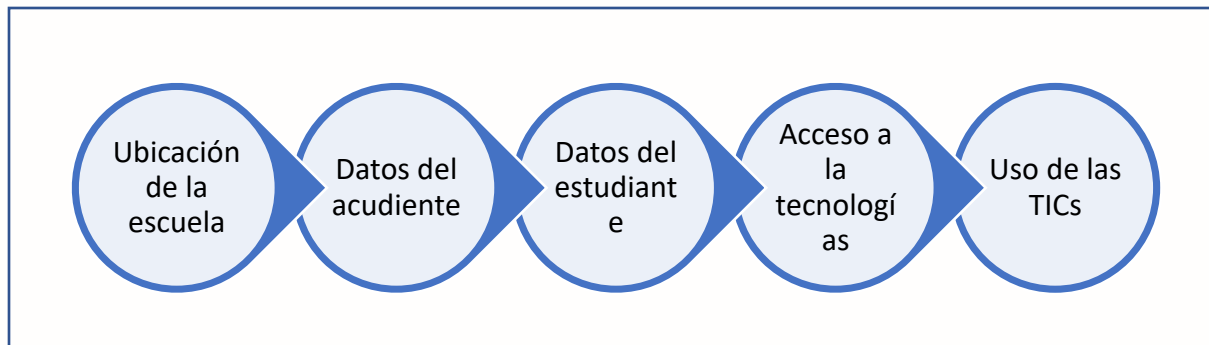 Ubicación
de la
escuela
Datos del
acudiente
Datos del
estudiant
e
Acceso a
la
tecnologí
as
Uso de las
TICs